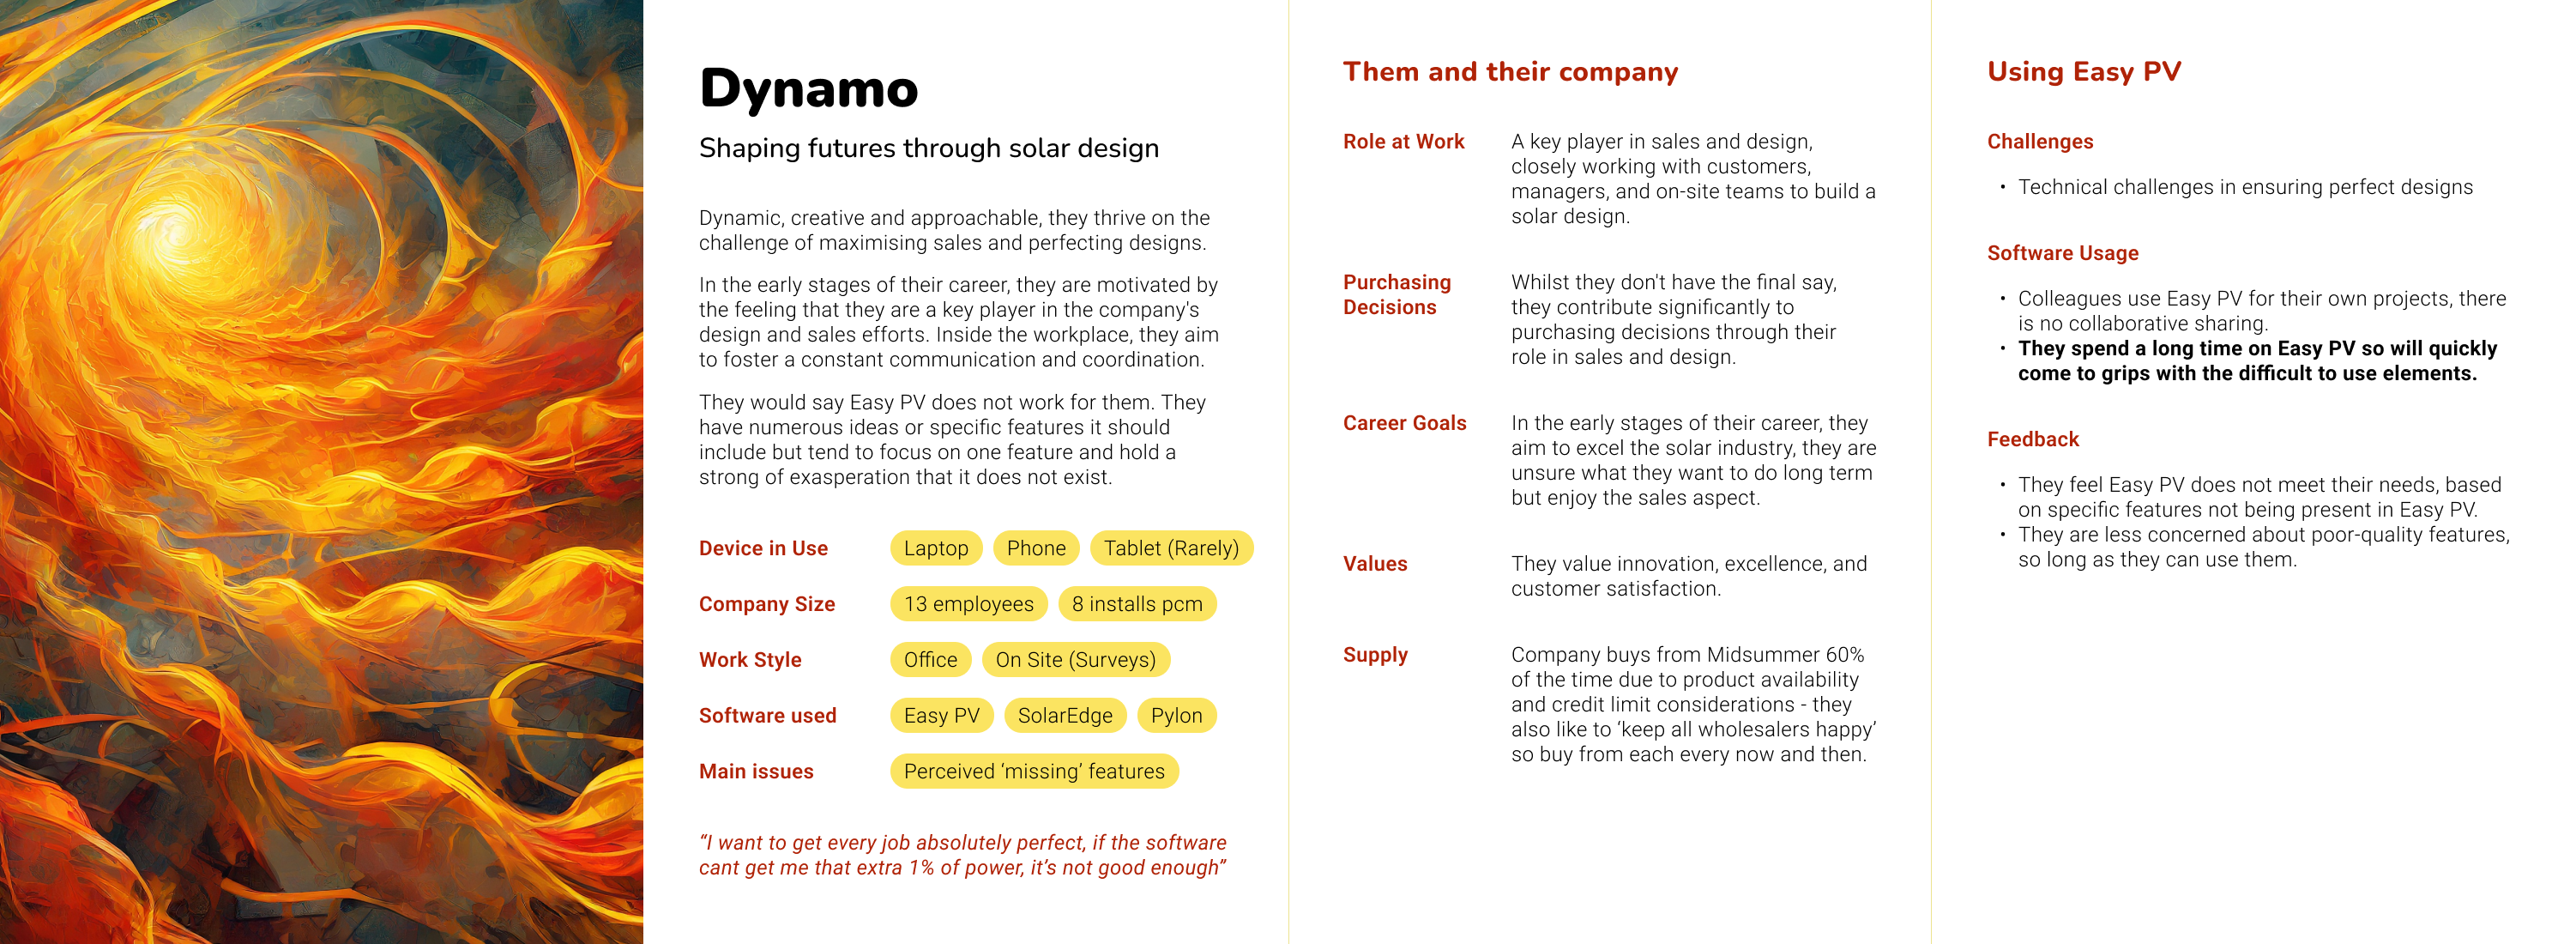 Dynamo
Shaping futures through solar design
Dynamic, creative and approachable, they thrive on the
challenge of maximising sales and perfecting designs.
In the early stages of their career, they are motivated by
the feeling that they are a key player in the company's
design and sales efforts. Inside the workplace, they aim
to foster a constant communication and coordination.
They would say Easy PV does not work for them. They
have numerous ideas or specific features it should
include but tend to focus on one feature and hold a
strong of exasperation that it does not exist.
Device in Use Laptop Phone Tablet (Rarely)
Company Size 13 employees 8 installs pcm
Work Style Office On Site (Surveys)
Software used Easy PV SolarEdge Pylon
Main issues Perceived ‘missing’ features
“I want to get every job absolutely perfect, if the software
cant get me that extra 1% of power, it’s not good enough”
Them and their company
Role at Work A key player in sales and design,
closely working with customers,
managers, and on-site teams to build a
solar design.
Purchasing Whilst they don't have the final say,
Decisions they contribute significantly to
purchasing decisions through their
role in sales and design.
Career Goals In the early stages of their career, they
aim to excel the solar industry, they are
unsure what they want to do long term
but enjoy the sales aspect.
Values They value innovation, excellence, and
customer satisfaction.
Supply Company buys from Midsummer 60%
of the time due to product availability
and credit limit considerations - they
also like to ‘keep all wholesalers happy’
so buy from each every now and then.
Using Easy PV
Challenges
• Technical challenges in ensuring perfect designs
Software Usage
• Colleagues use Easy PV for their own projects, there
is no collaborative sharing.
• They spend a long time on Easy PV so will quickly
come to grips with the difficult to use elements.
Feedback
• They feel Easy PV does not meet their needs, based
on specific features not being present in Easy PV.
• They are less concerned about poor-quality features,
so long as they can use them.